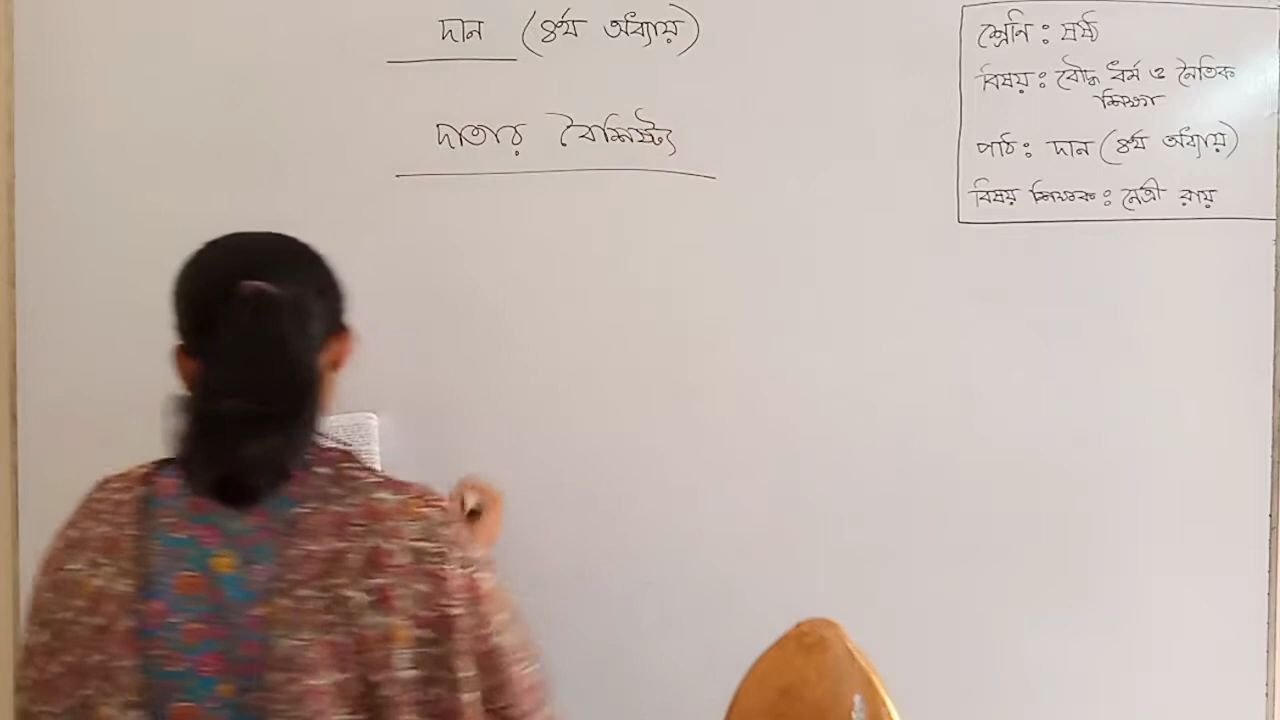 দান (৪র্থ অধ্যায়)
দাতার বৈশিষ্ট্য
শ্রেণি : ষষ্ঠ
বিষয় : বৌদ্ধ ধর্ম ও নৈতিক
শিক্ষা
পাঠ : দান (৪র্থ অধ্যায়)
বিষয় শিক্ষক : মৈত্রী রায়